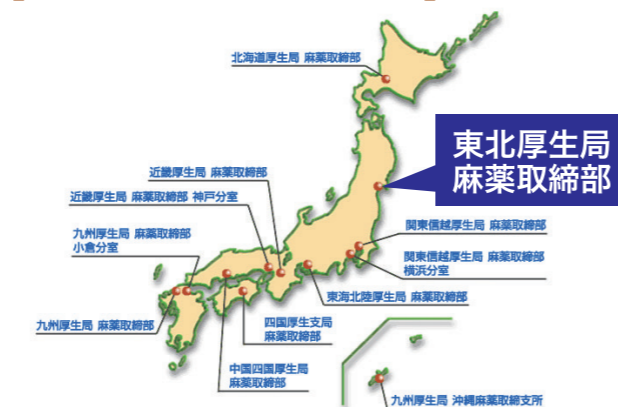 北海道厚生局 麻薬取締部
東北厚生局
麻薬取締部
近畿厚生局 麻薬取締部
近畿厚生局 麻薬取締部 神戸分室
九州厚生局 麻薬取締部
小倉分室
関東信越厚生局 麻薬取締部
関東信越厚生局 麻薬取締部
横浜分室
東海北陸厚生局 麻薬取締部
九州厚生局 麻薬取締部
四国厚生支局
麻薬取締部
中国四国厚生局
麻薬取締部
九州厚生局 沖縄麻薬取締支所